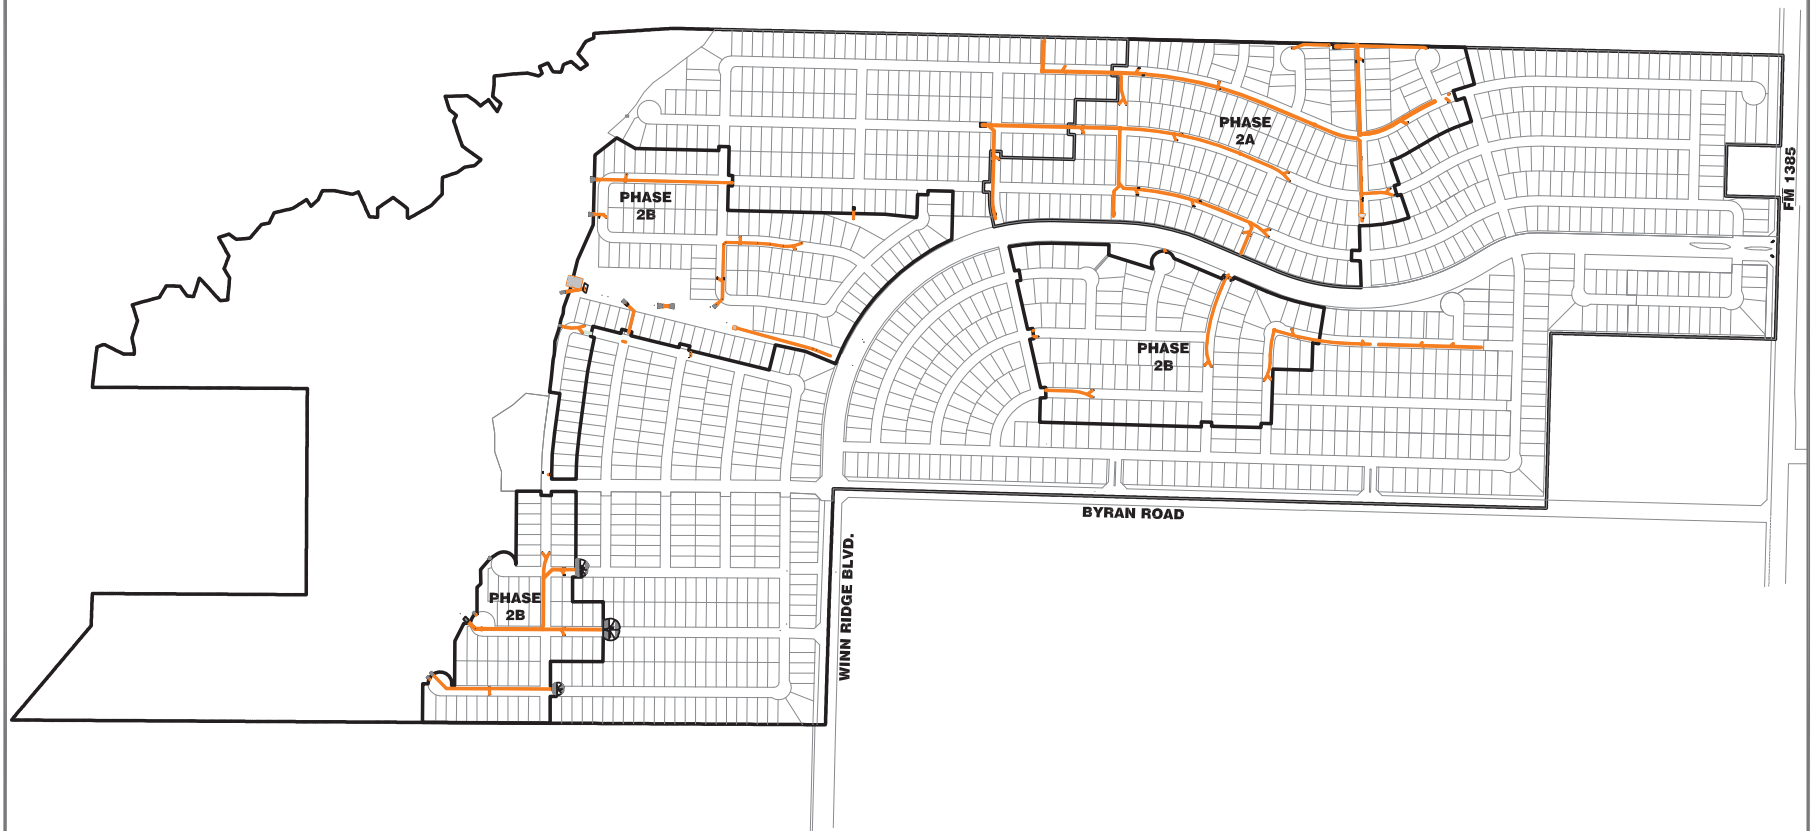 PHASE
2A
FM 1385
PHASE
2B
PHASE
2B
BYRAN ROAD
WINN RIDGE BLVD.
PHASE
2B